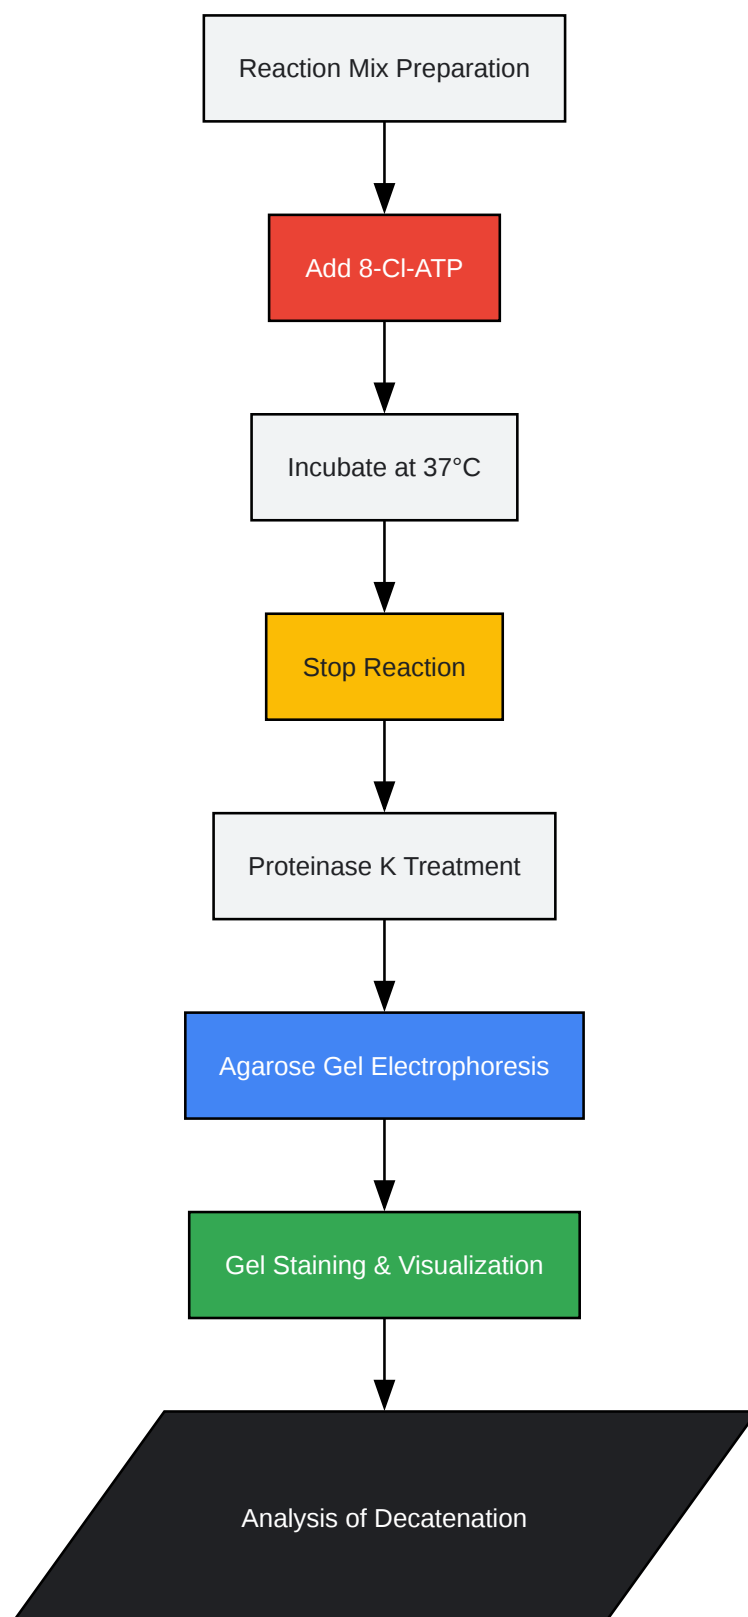 Reaction Mix Preparation
Add 8-Cl-ATP
Incubate at 37°C
Stop Reaction
Proteinase K Treatment
Agarose Gel Electrophoresis
Gel Staining & Visualization
Analysis of Decatenation